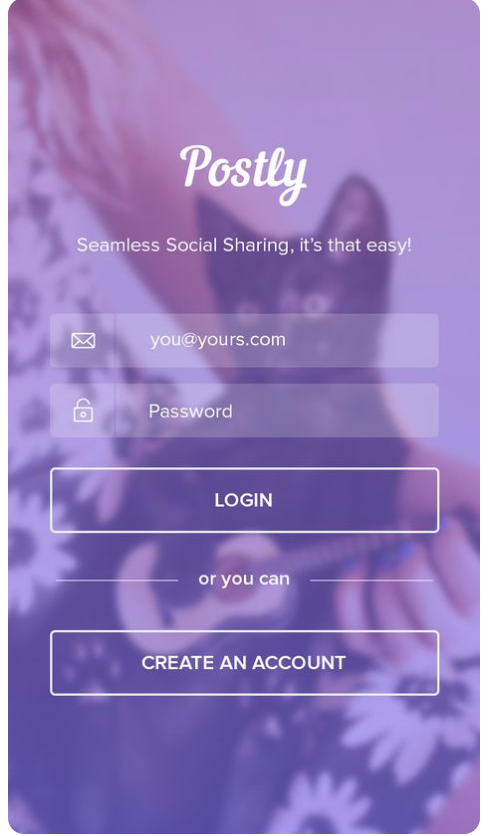 Postly
Seamless Social Sharing, it's that easy!
you@yours.com
Password
LOGIN
or you can
CREATE AN ACCOUNT